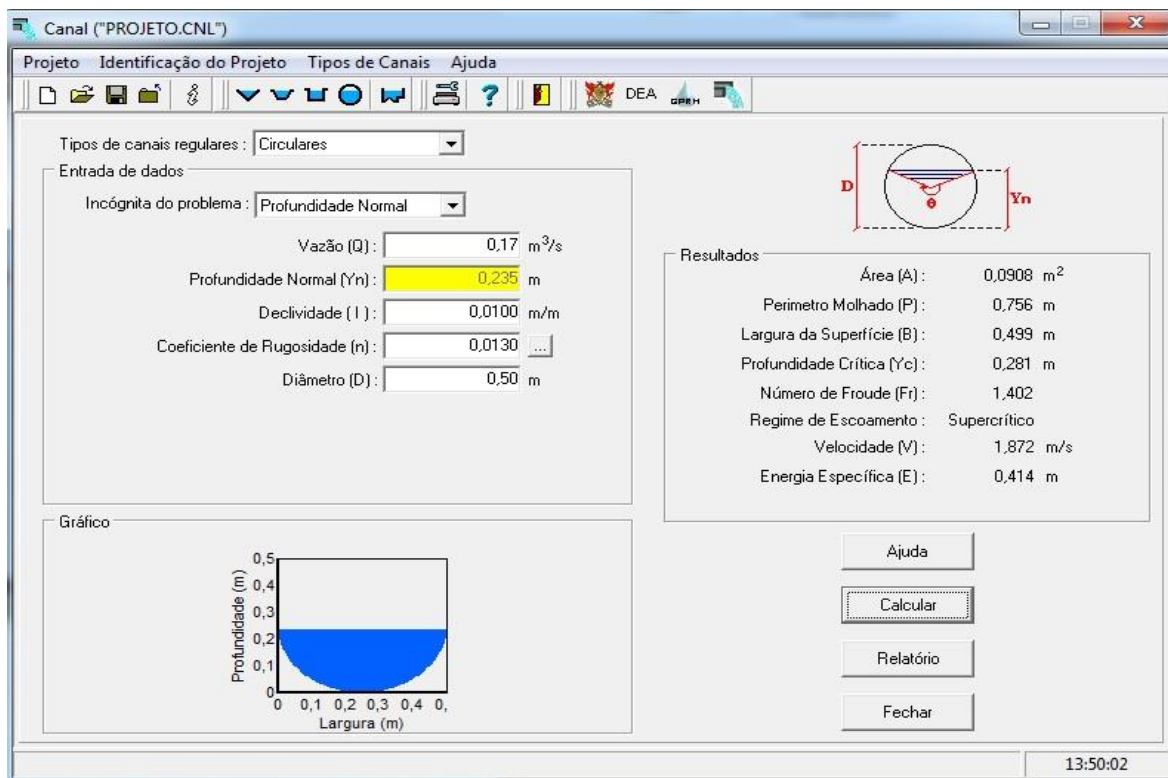 Canal ("PROJETO.CNL")
Projeto Identificação do Projeto Tipos de Canais Ajuda
? DEA GPRH
Tipos de canais regulares : Circulares
Entrada de dados
Incógnita do problema : Profundidade Normal
Vazão (Q) : 0,17 m³/s
Profundidade Normal (Yn) : 0,235 m
Declividade ( I ) : 0,0100 m/m
Coeficiente de Rugosidade (n) : 0,0130 ...
Diâmetro (D) : 0,50 m
D θ Yn
Resultados
Área (A) : 0,0908 m²
Perimetro Molhado (P) : 0,756 m
Largura da Superfície (B) : 0,499 m
Profundidade Crítica (Yc) : 0,281 m
Número de Froude (Fr) : 1,402
Regime de Escoamento : Supercrítico
Velocidade (V) : 1,872 m/s
Energia Específica (E) : 0,414 m
Gráfico
Profundidade (m)
0,5
0,4
0,3
0,2
0,1
0
0 0,1 0,2 0,3 0,4 0,
Largura (m)
Ajuda
Calcular
Relatório
Fechar
13:50:02